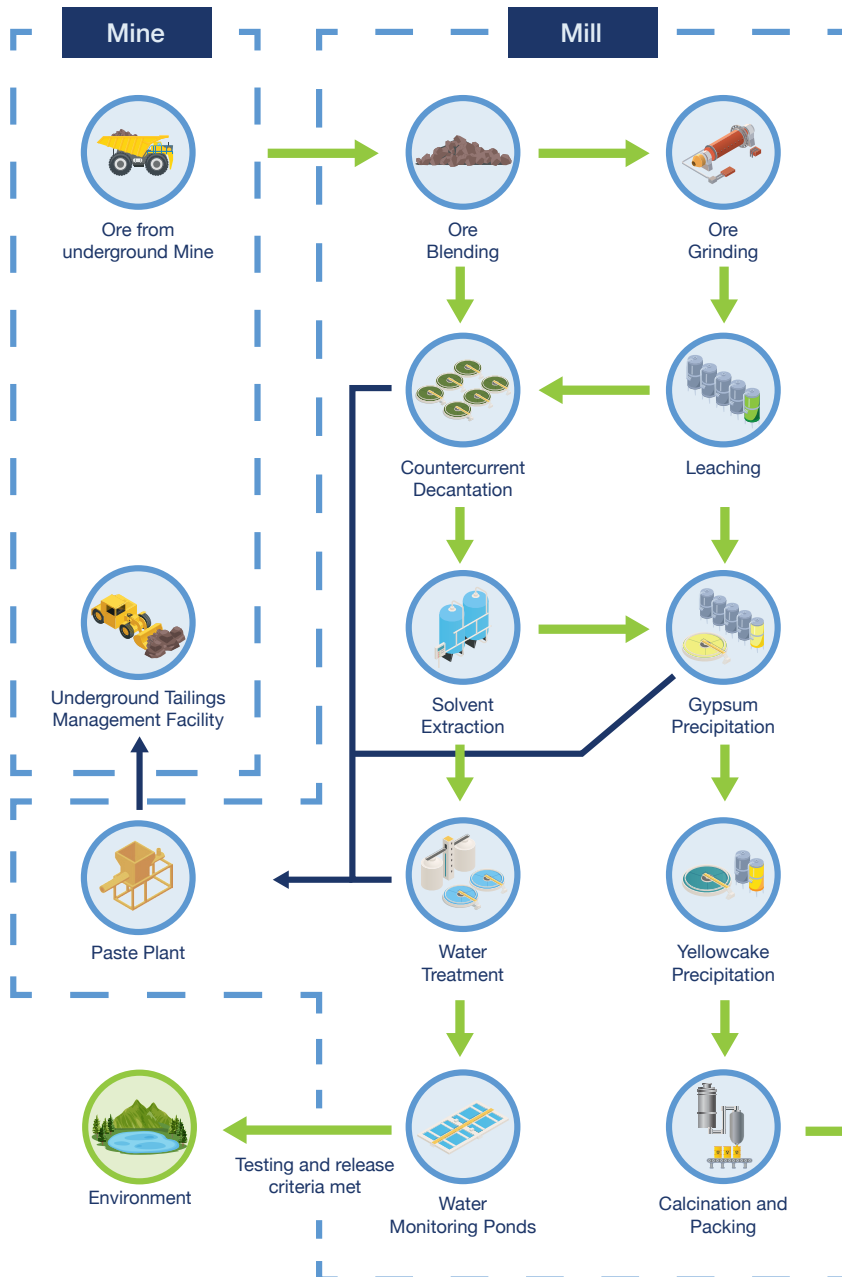 Mine
Mill
Ore from
underground Mine
Ore
Blending
Ore
Grinding
Countercurrent
Decantation
Leaching
Underground Tailings
Management Facility
Solvent
Extraction
Gypsum
Precipitation
Paste Plant
Water
Treatment
Yellowcake
Precipitation
Environment
Testing and release
criteria met
Water
Monitoring Ponds
Calcination and
Packing